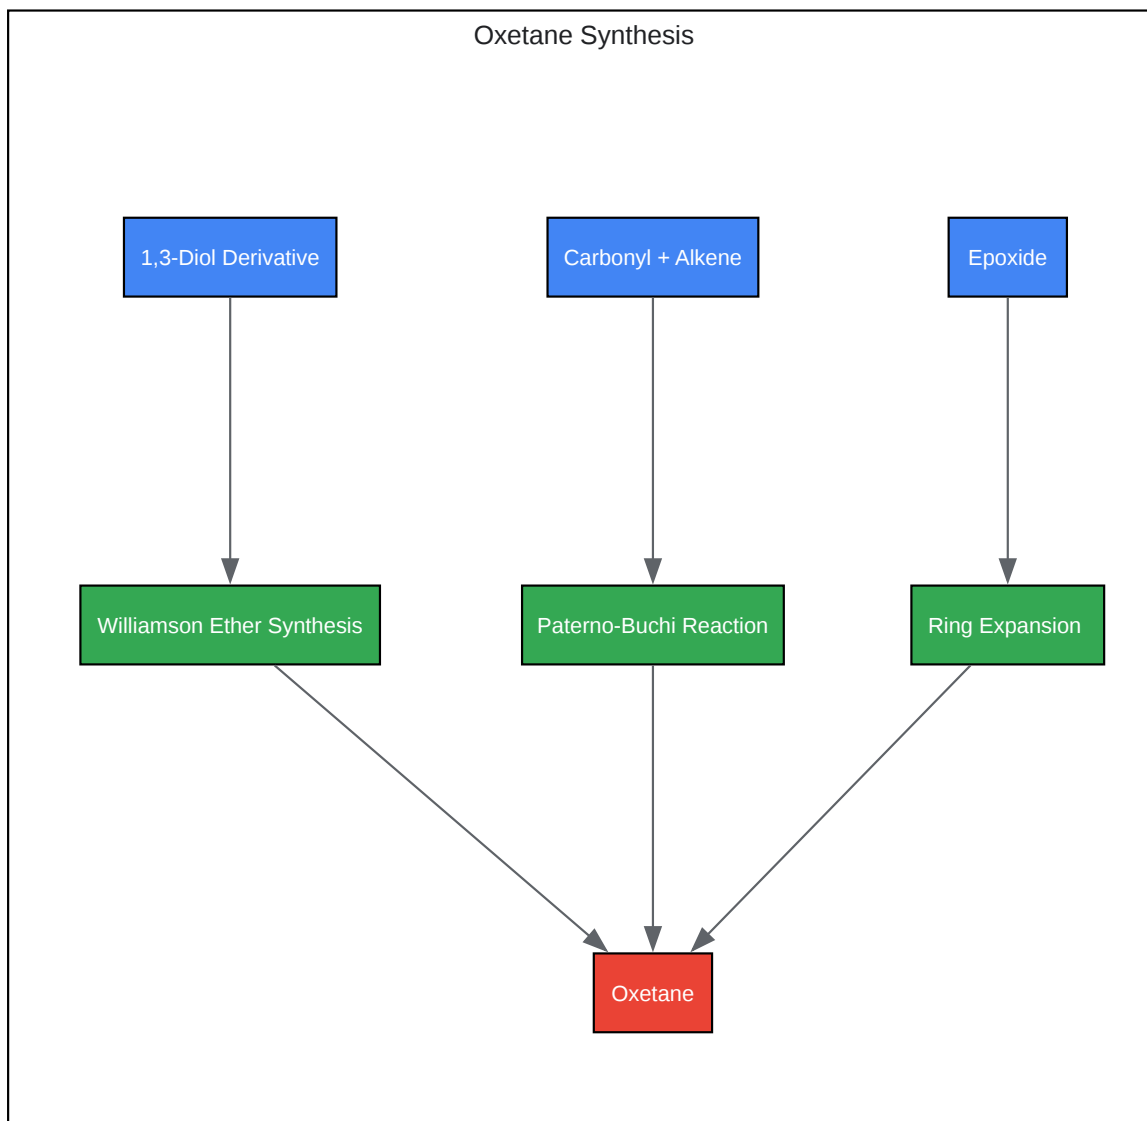 Oxetane Synthesis
1,3-Diol Derivative
Carbonyl + Alkene
Epoxide
Williamson Ether Synthesis
Paterno-Buchi Reaction
Ring Expansion
Oxetane